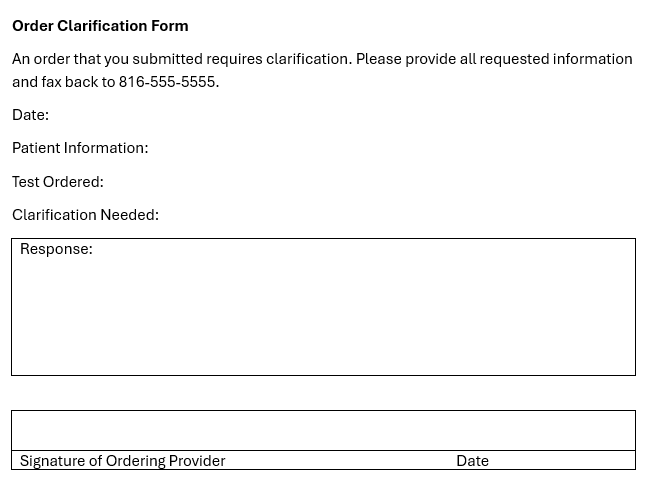 Order Clarification Form
An order that you submitted requires clarification. Please provide all requested information
and fax back to 816-555-5555.
Date:
Patient Information:
Test Ordered:
Clarification Needed:
Response:
Signature of Ordering Provider Date